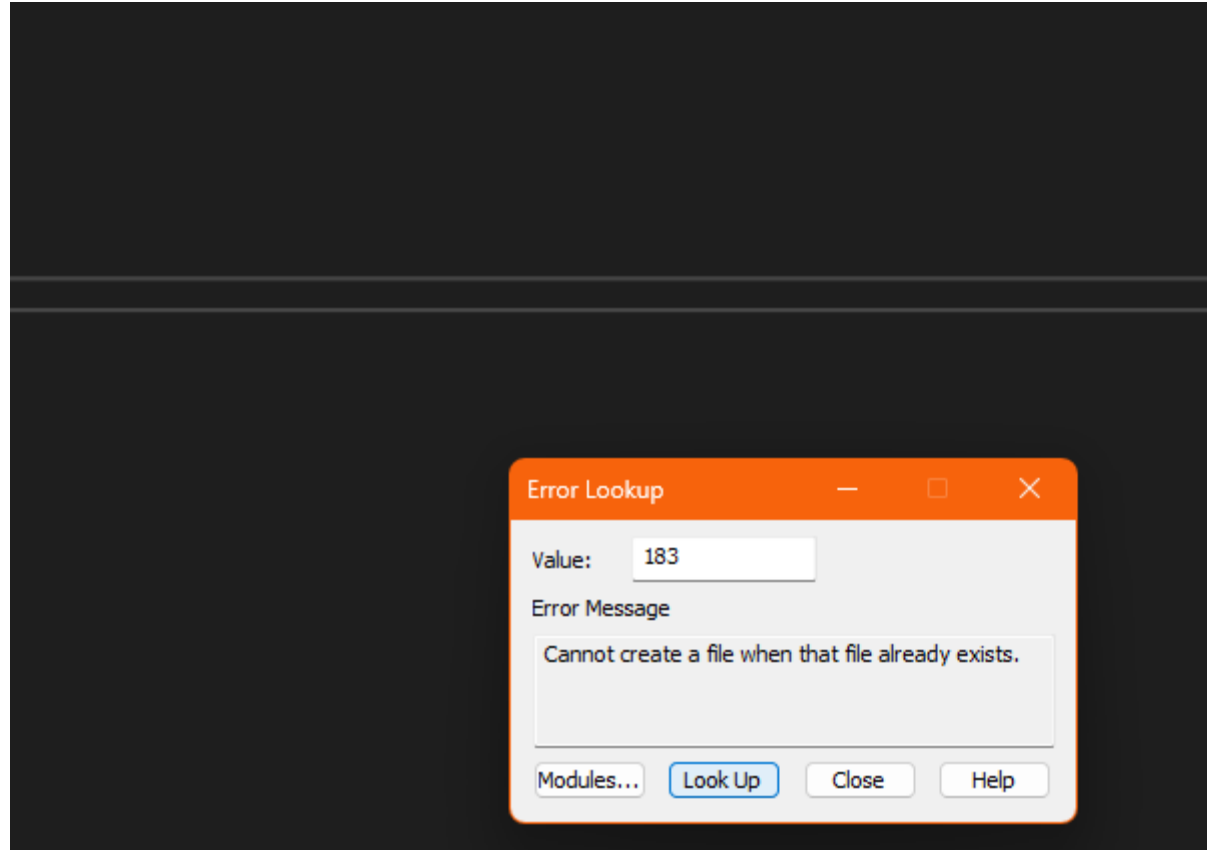 Error Lookup
Value: 183
Error Message
Cannot create a file when that file already exists.
Modules... Look Up Close Help